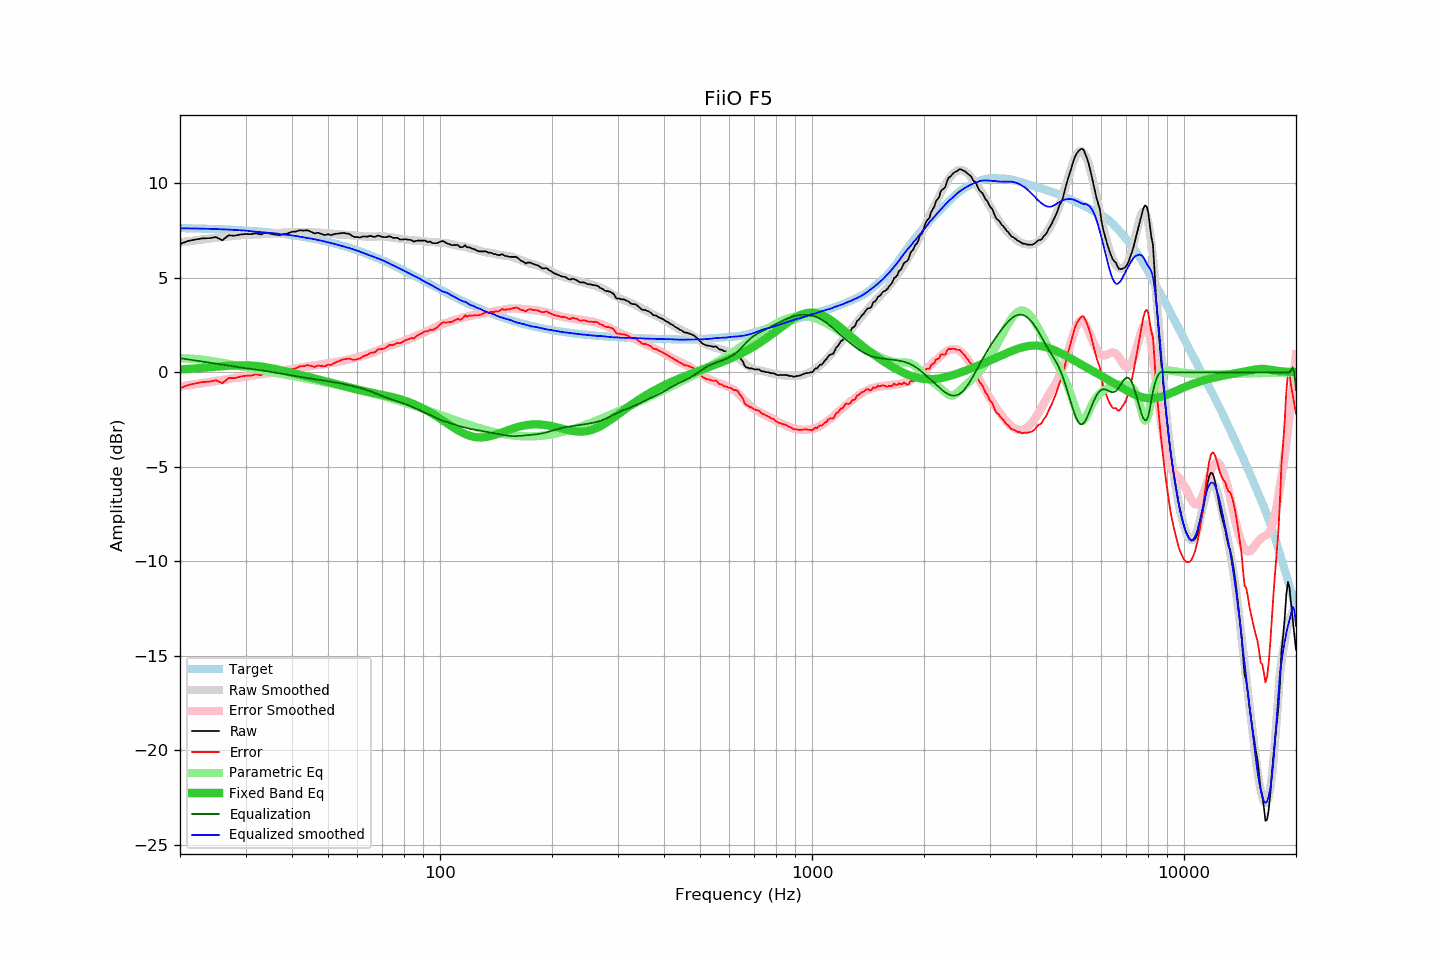 FiiO F5
Amplitude (dBr)
10
5
0
−5
−10
−15
−20
−25
Target
Raw Smoothed
Error Smoothed
Raw
Error
Parametric Eq
Fixed Band Eq
Equalization
Equalized smoothed
100 1000 10000
Frequency (Hz)